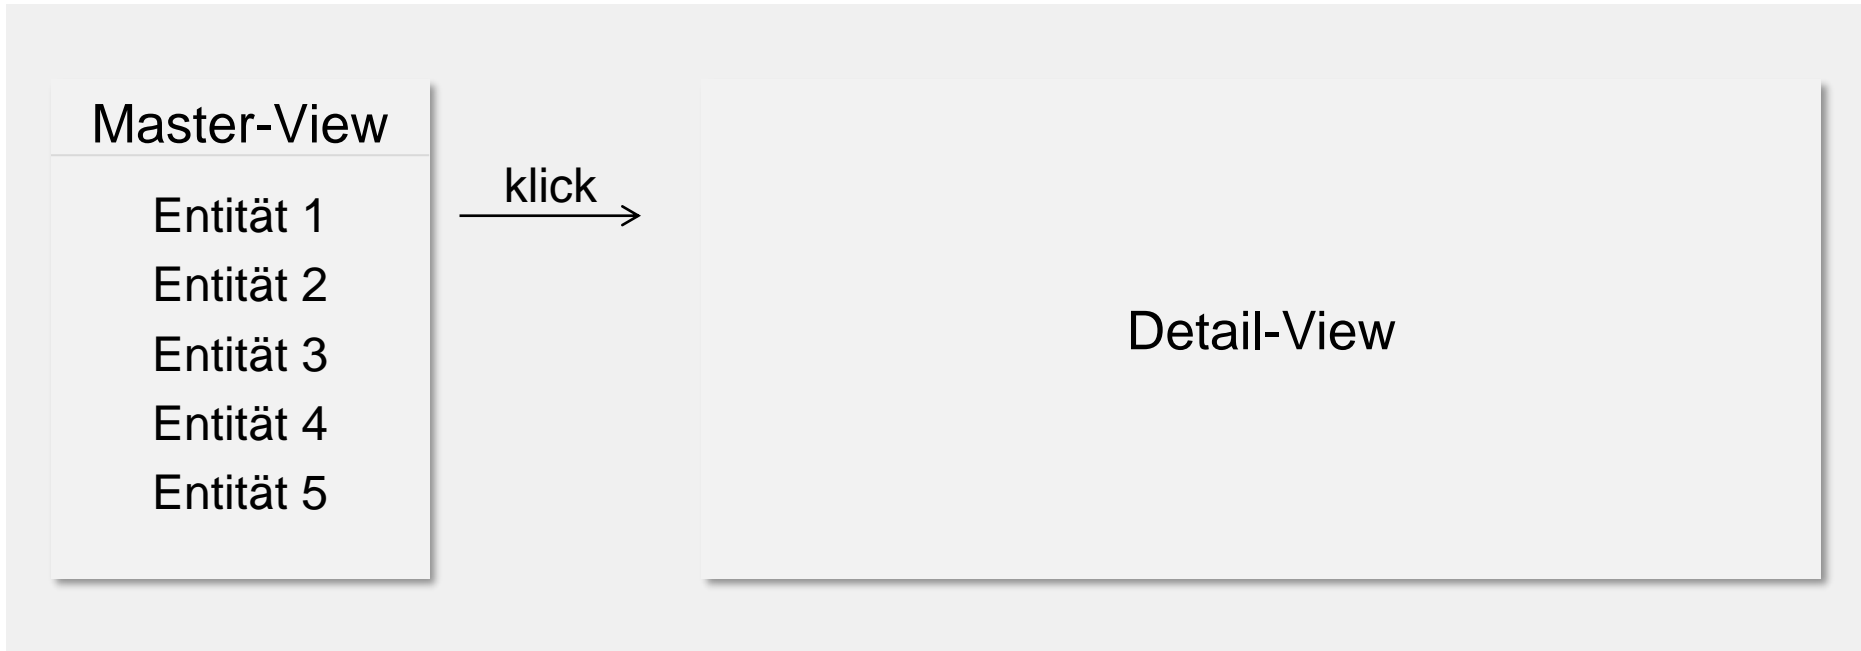 Master-View
Entität 1
Entität 2
Entität 3
Entität 4
Entität 5
klick
Detail-View